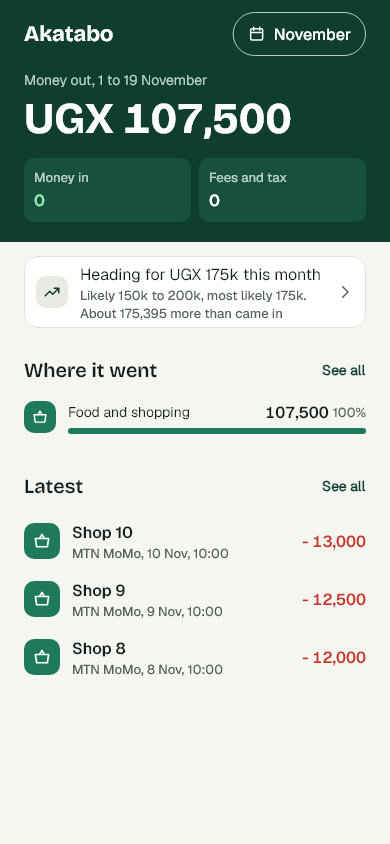 Akatabo
November
Money out, 1 to 19 November
UGX 107,500
Money in
0
Fees and tax
0
Heading for UGX 175k this month
Likely 150k to 200k, most likely 175k.
About 175,395 more than came in
Where it went
See all
Food and shopping
107,500 100%
Latest
See all
Shop 10
MTN MoMo, 10 Nov, 10:00
- 13,000
Shop 9
MTN MoMo, 9 Nov, 10:00
- 12,500
Shop 8
MTN MoMo, 8 Nov, 10:00
- 12,000